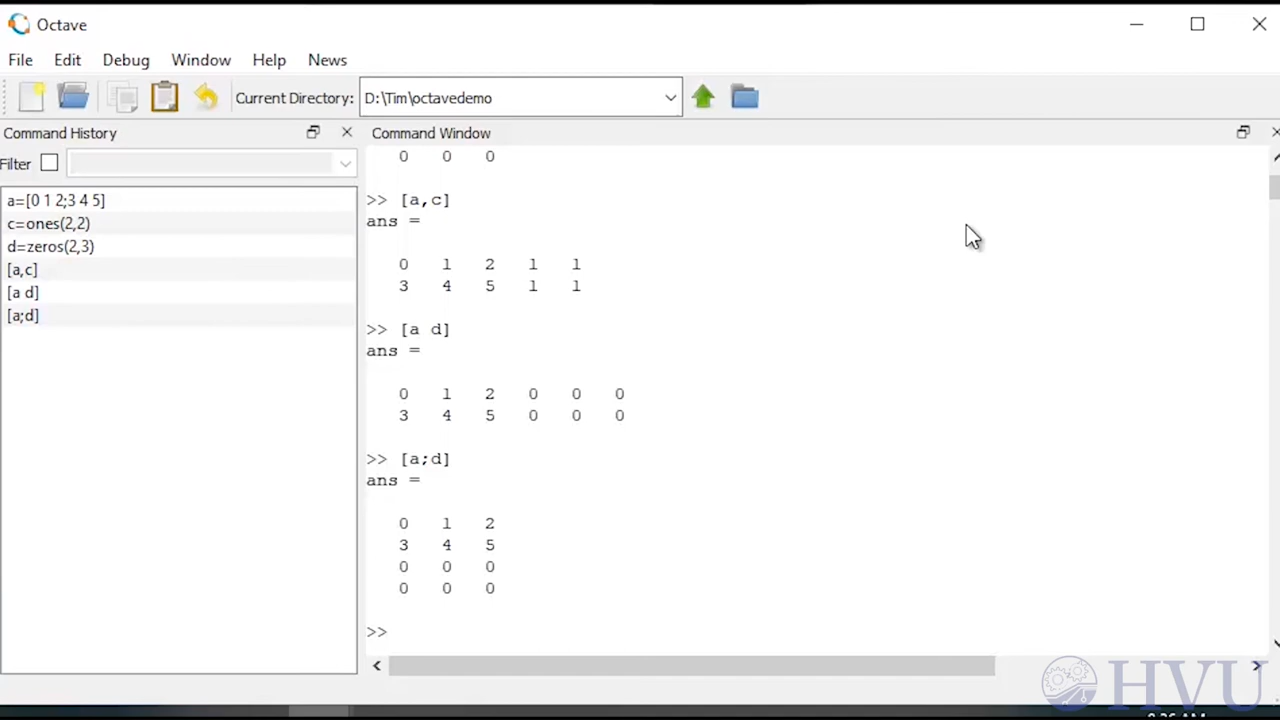 Octave
File Edit Debug Window Help News
Current Directory: D:\Tim\octavedemo
Command History
Command Window
Filter
a=[0 1 2;3 4 5]
c=ones(2,2)
d=zeros(2,3)
[a,c]
[a d]
[a;d]
0 0 0
>> [a,c]
ans =
0 1 2 1 1
3 4 5 1 1
>> [a d]
ans =
0 1 2 0 0 0
3 4 5 0 0 0
>> [a;d]
ans =
0 1 2
3 4 5
0 0 0
0 0 0
>>
HVU